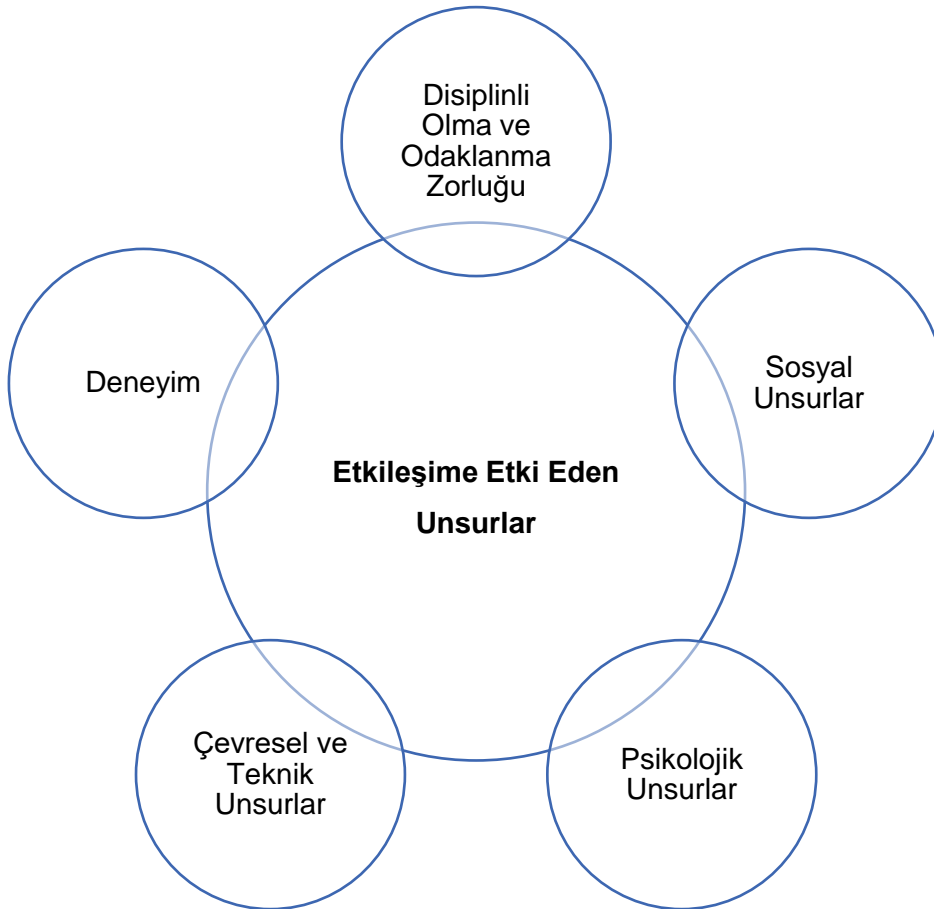 Disiplinli
Olma ve
Odaklanma
Zorluğu
Deneyim
Sosyal
Unsurlar
Etkileşime Etki Eden
Unsurlar
Çevresel ve
Teknik
Unsurlar
Psikolojik
Unsurlar